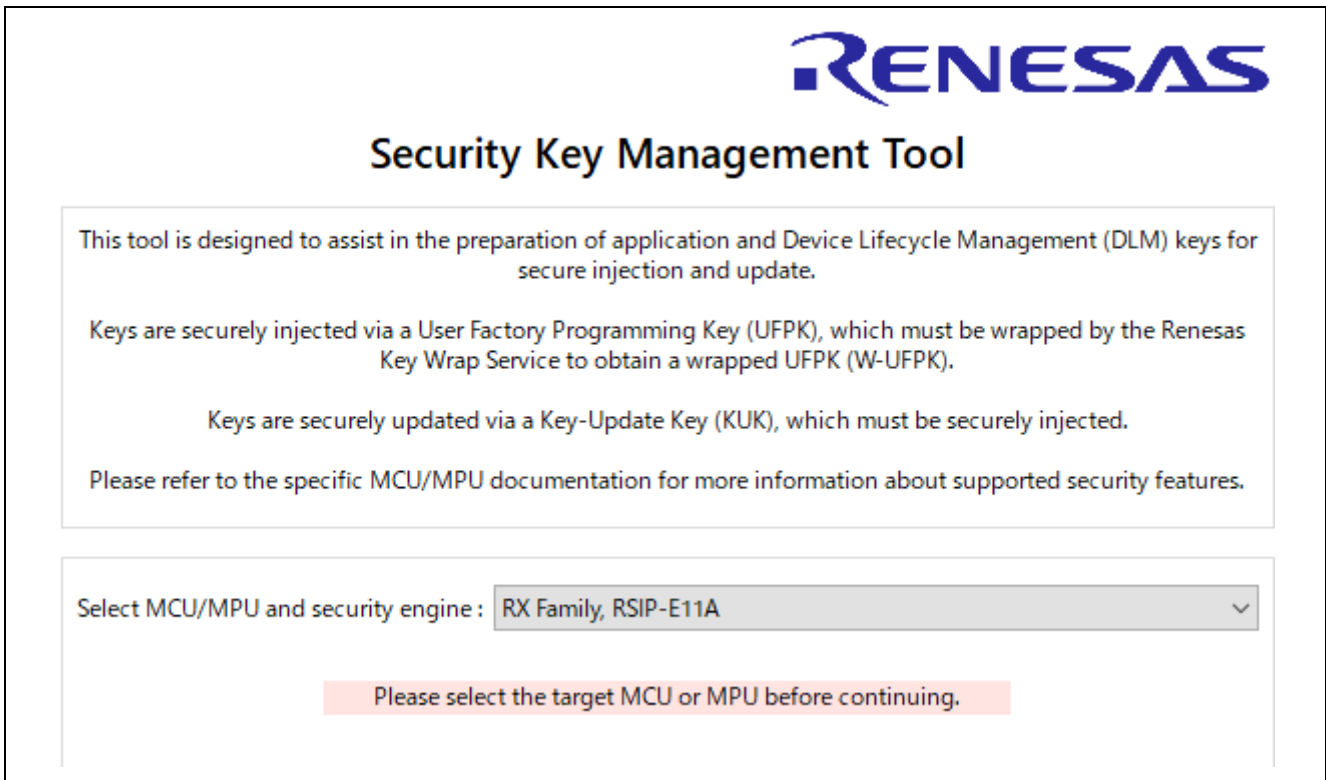 RENESAS
Security Key Management Tool
This tool is designed to assist in the preparation of application and Device Lifecycle Management (DLM) keys for
secure injection and update.
Keys are securely injected via a User Factory Programming Key (UFPK), which must be wrapped by the Renesas
Key Wrap Service to obtain a wrapped UFPK (W-UFPK).
Keys are securely updated via a Key-Update Key (KUK), which must be securely injected.
Please refer to the specific MCU/MPU documentation for more information about supported security features.
Select MCU/MPU and security engine : RX Family, RSIP-E11A
Please select the target MCU or MPU before continuing.